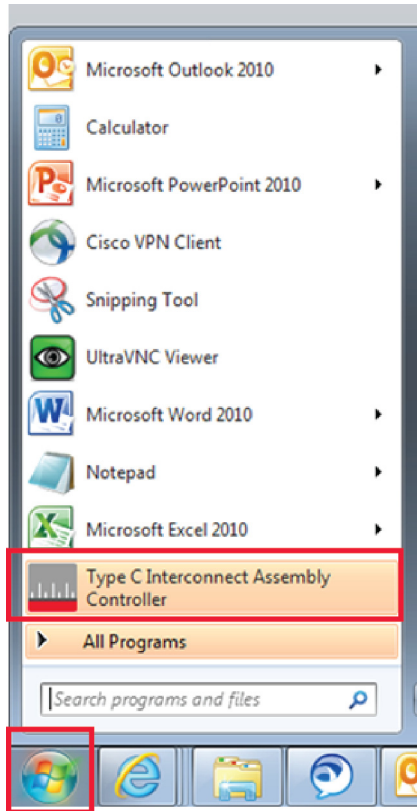 Microsoft Outlook 2010
Calculator
Microsoft PowerPoint 2010
Cisco VPN Client
Snipping Tool
UltraVNC Viewer
Microsoft Word 2010
Notepad
Microsoft Excel 2010
Type C Interconnect Assembly
Controller
All Programs
Search programs and files